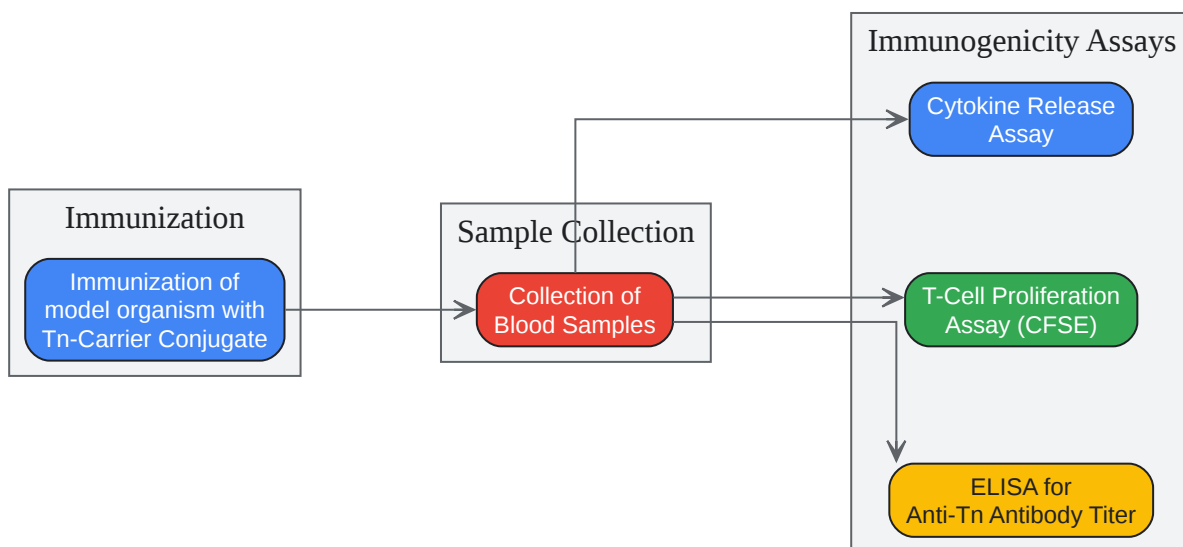 Immunization
Immunization of
model organism with
Tn-Carrier Conjugate
Sample Collection
Collection of
Blood Samples
Immunogenicity Assays
Cytokine Release
Assay
T-Cell Proliferation
Assay (CFSE)
ELISA for
Anti-Tn Antibody Titer